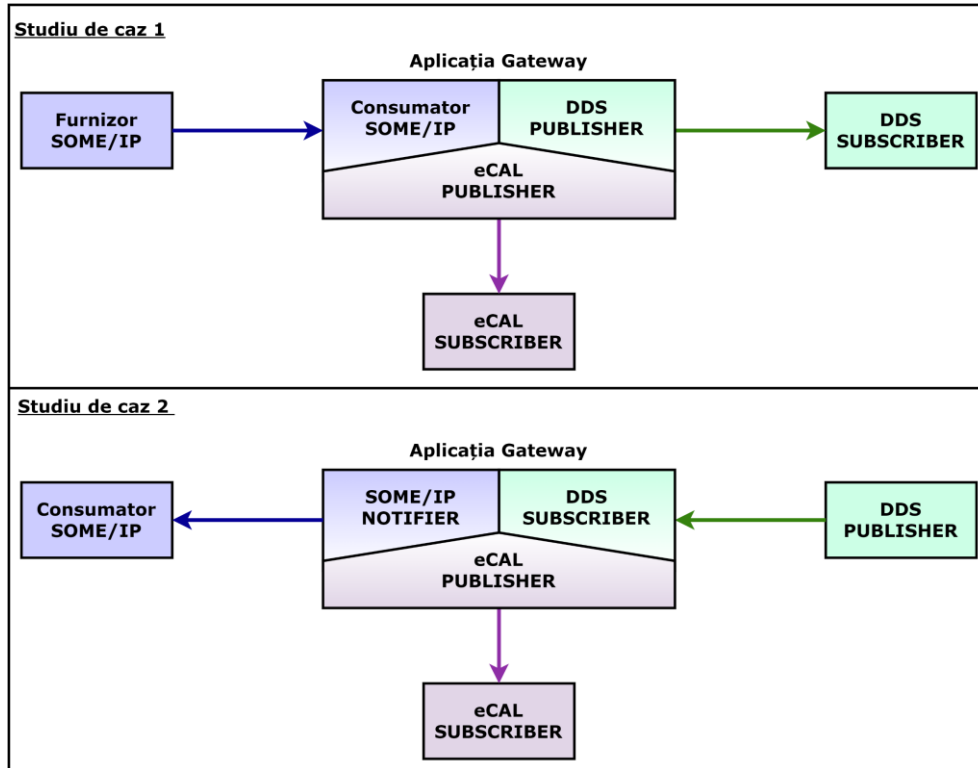 Studiu de caz 1
Aplicația Gateway
Furnizor
SOME/IP
Consumator
SOME/IP
DDS
PUBLISHER
eCAL
PUBLISHER
DDS
SUBSCRIBER
eCAL
SUBSCRIBER
Studiu de caz 2
Aplicația Gateway
Consumator
SOME/IP
SOME/IP
NOTIFIER
DDS
SUBSCRIBER
eCAL
PUBLISHER
DDS
PUBLISHER
eCAL
SUBSCRIBER